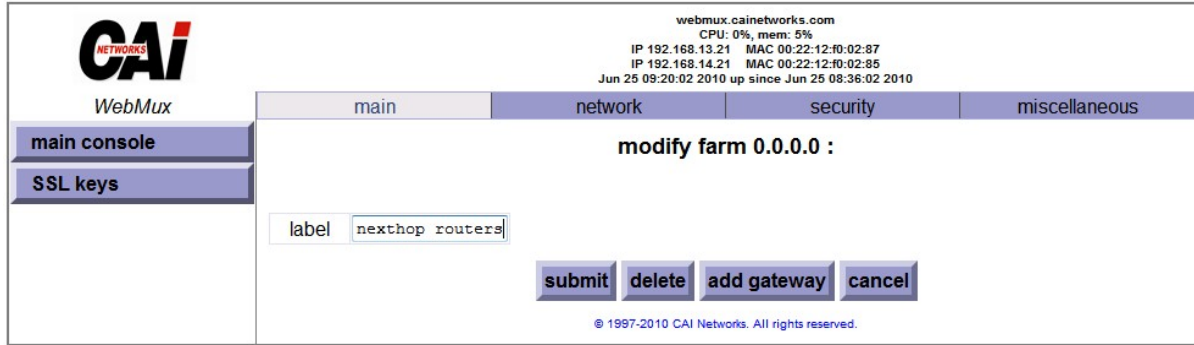 CAi
NETWORKS
webmux.cainetworks.com
CPU: 0%, mem: 5%
IP 192.168.13.21 MAC 00:22:12:f0:02:87
IP 192.168.14.21 MAC 00:22:12:f0:02:85
Jun 25 09:20:02 2010 up since Jun 25 08:36:02 2010
WebMux
main network security miscellaneous
main console
SSL keys
modify farm 0.0.0.0 :
label nexthop routers
submit delete add gateway cancel
© 1997-2010 CAI Networks. All rights reserved.